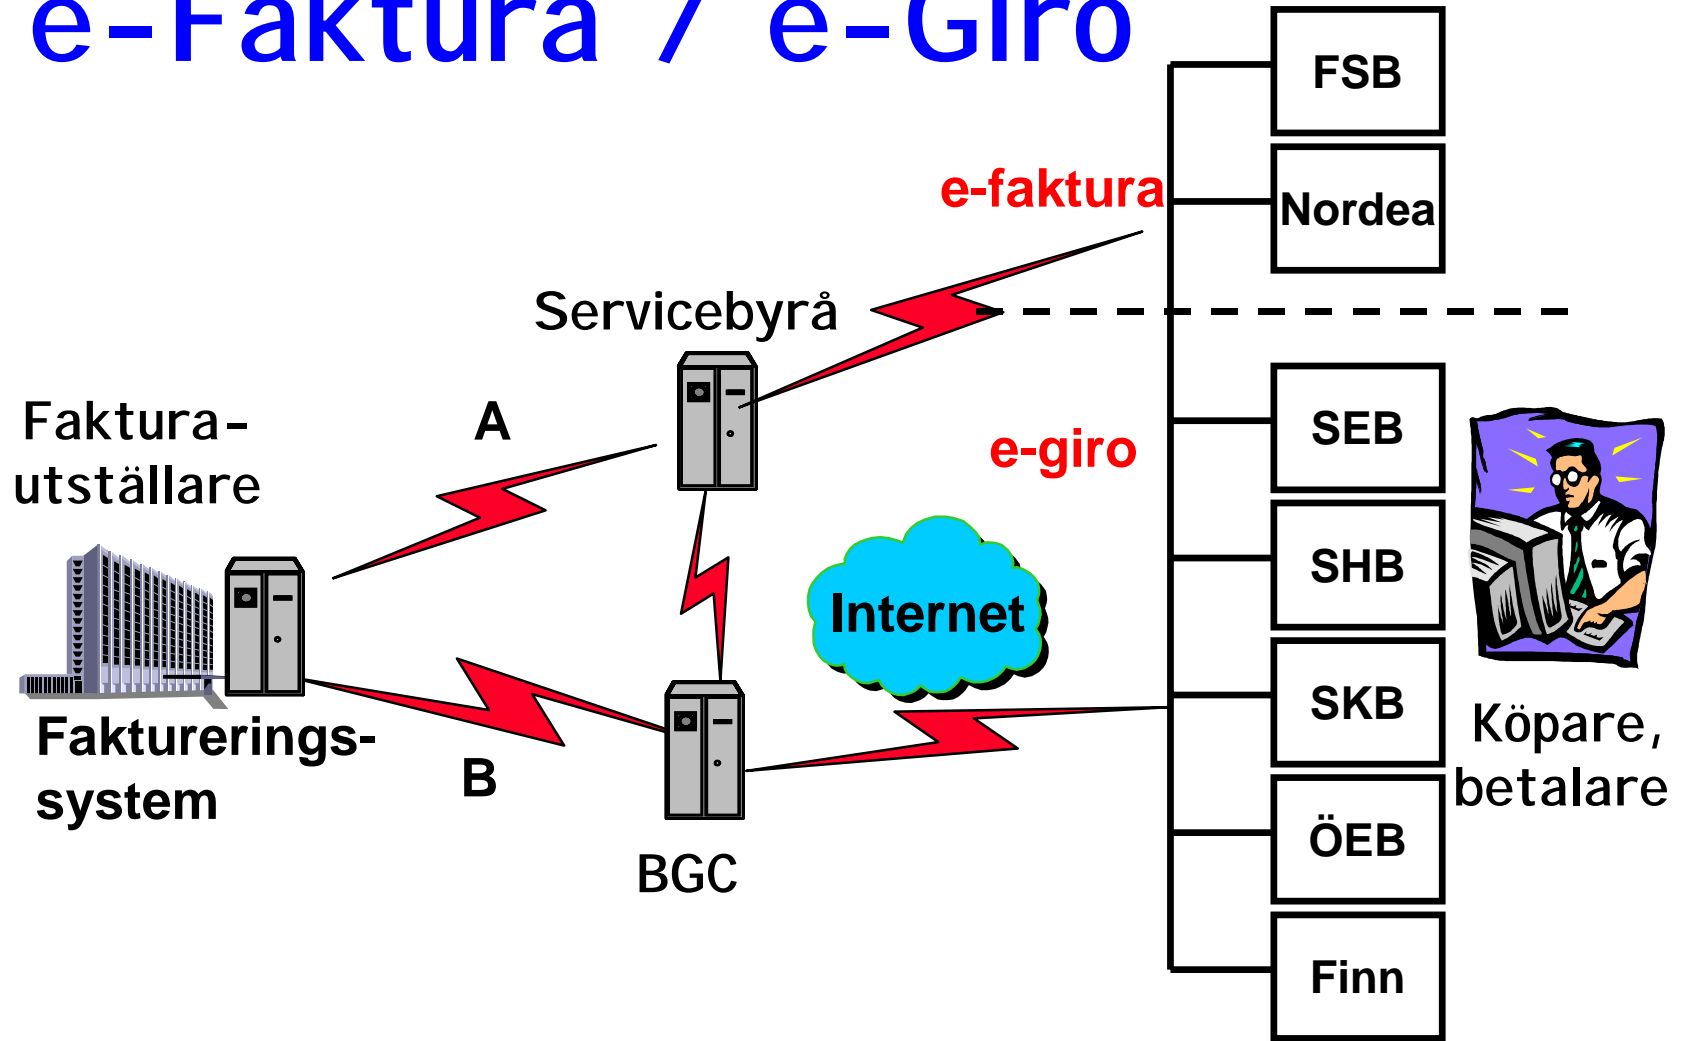 e-Faktura / e-Giro
FSB
e-faktura
Nordea
Servicebyrå
Faktura-
utställare
A
e-giro
SEB
SHB
Internet
SKB
Fakturerings-
system
B
Köpare,
betalare
BGC
ÖEB
Finn